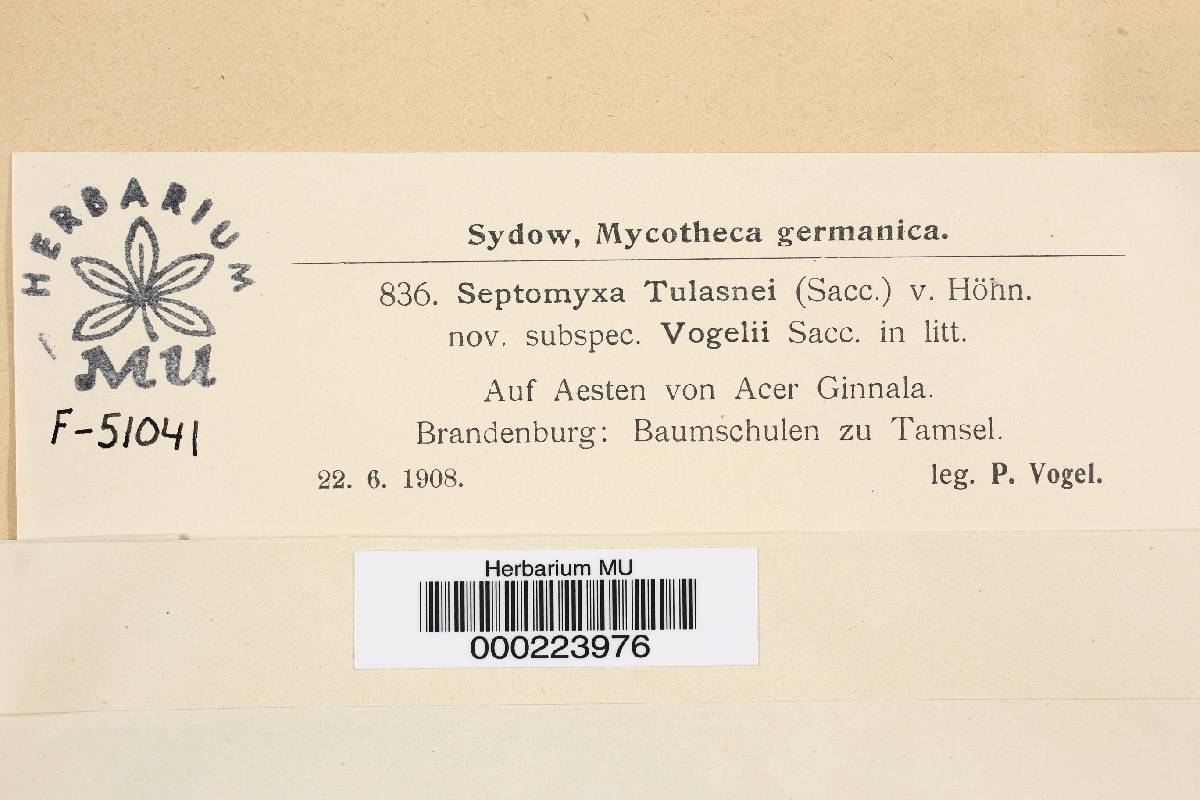 HERBARIUM
MU
F-51041
Sydow, Mycotheca germanica.
836. Septomyxa Tulasnei (Sacc.) v. Höhn.
nov. subspec. Vogelii Sacc. in litt.
Auf Aesten von Acer Ginnala.
Brandenburg: Baumschulen zu Tamsel.
22. 6. 1908. leg. P. Vogel.
Herbarium MU
000223976